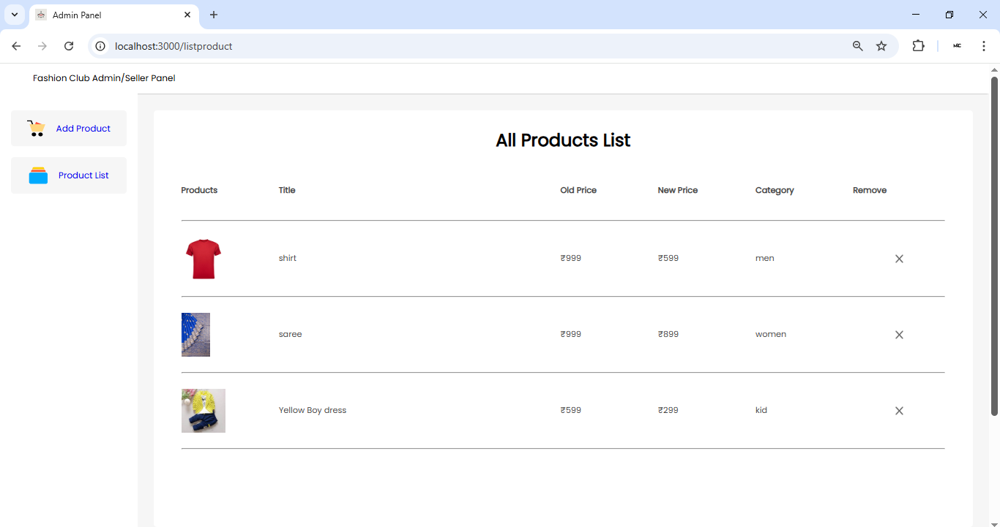 Admin Panel
localhost:3000/listproduct
Fashion Club Admin/Seller Panel
Add Product
Product List
All Products List
Products Title Old Price New Price Category Remove
shirt ₹999 ₹599 men
saree ₹999 ₹899 women
Yellow Boy dress ₹599 ₹299 kid